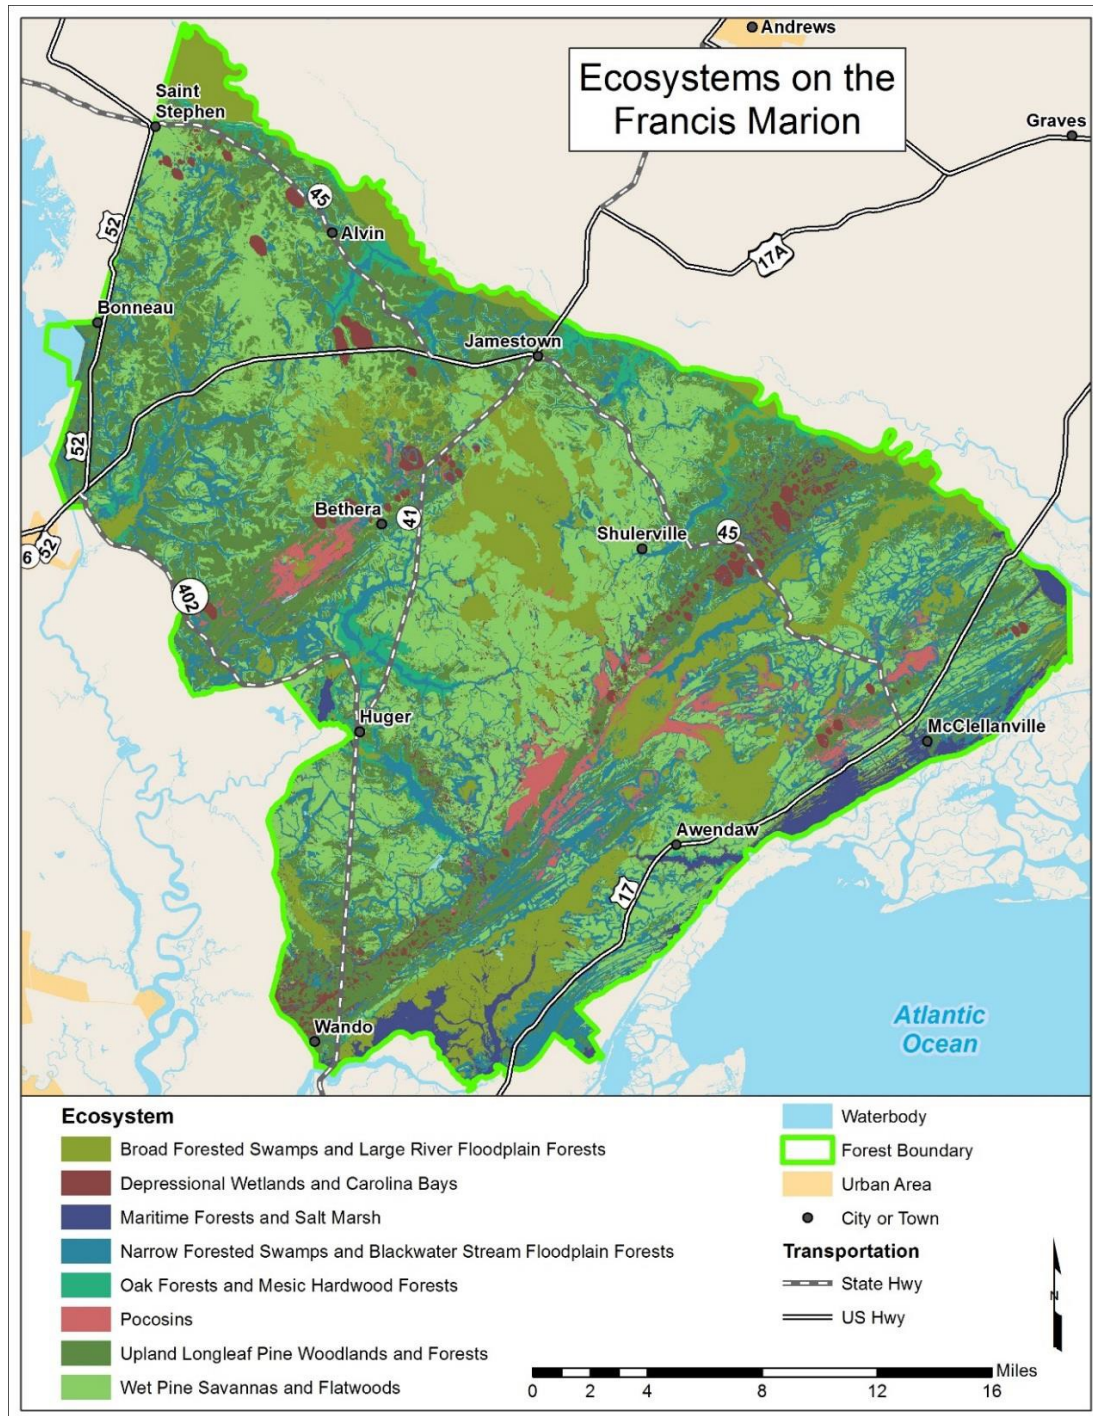 Andrews
Ecosystems on the
Francis Marion
Graves
Saint
Stephen
45
Alvin
52
17A
Bonneau
Jamestown
52
Bethera
41
Shulerville
45
6
52
402
Huger
McClellanville
Awendaw
17
Wando
Atlantic
Ocean
Ecosystem
Broad Forested Swamps and Large River Floodplain Forests
Depressional Wetlands and Carolina Bays
Maritime Forests and Salt Marsh
Narrow Forested Swamps and Blackwater Stream Floodplain Forests
Oak Forests and Mesic Hardwood Forests
Pocosins
Upland Longleaf Pine Woodlands and Forests
Wet Pine Savannas and Flatwoods
Waterbody
Forest Boundary
Urban Area
City or Town
Transportation
State Hwy
US Hwy
N
Miles
0 2 4 8 12 16